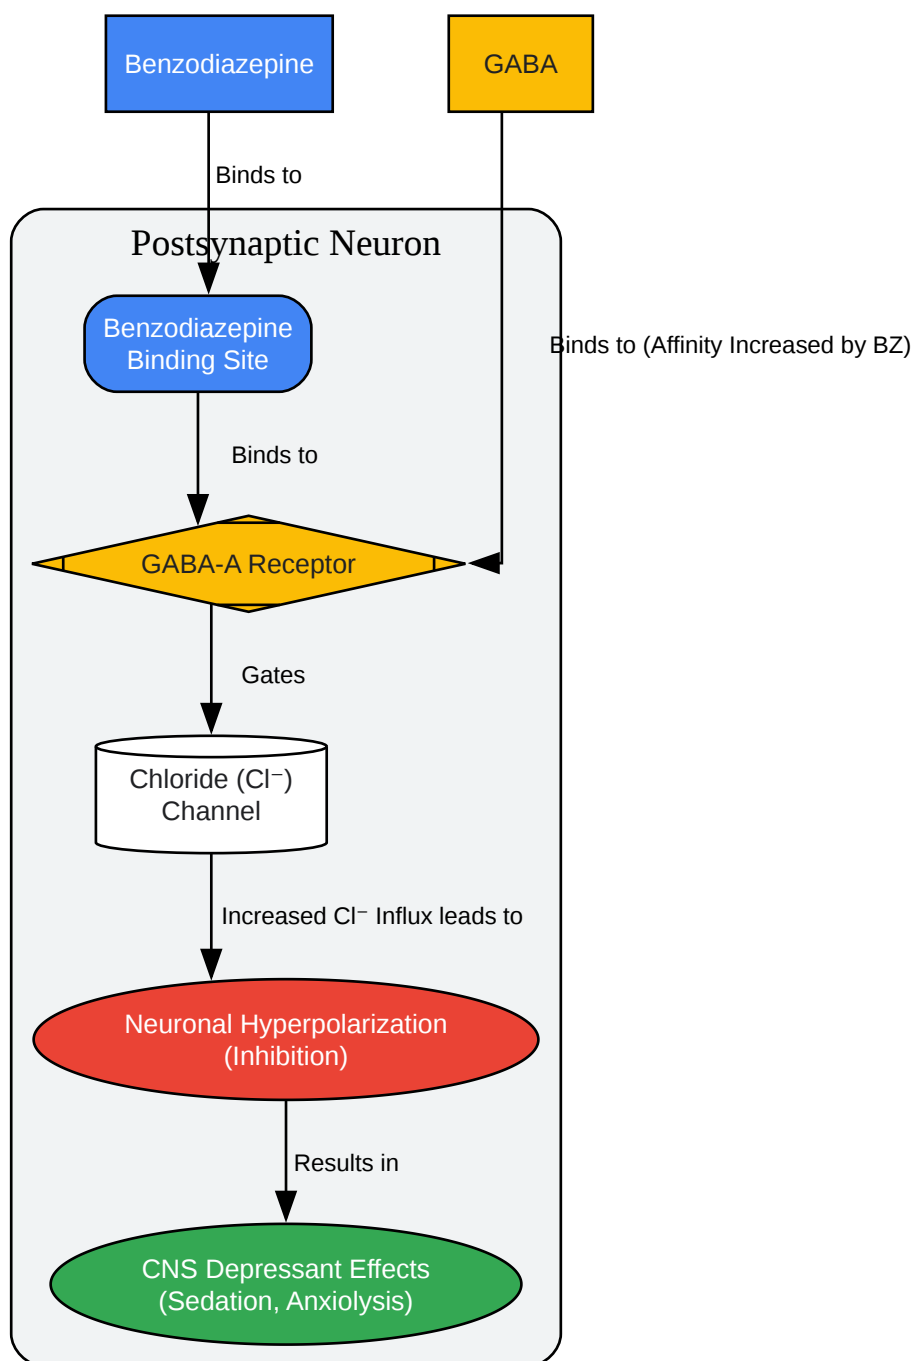 Benzodiazepine
GABA
Binds to
Postsynaptic Neuron
Benzodiazepine
Binding Site
Binds to (Affinity Increased by BZ)
Binds to
GABA-A Receptor
Gates
Chloride (Cl⁻)
Channel
Increased Cl⁻ Influx leads to
Neuronal Hyperpolarization
(Inhibition)
Results in
CNS Depressant Effects
(Sedation, Anxiolysis)